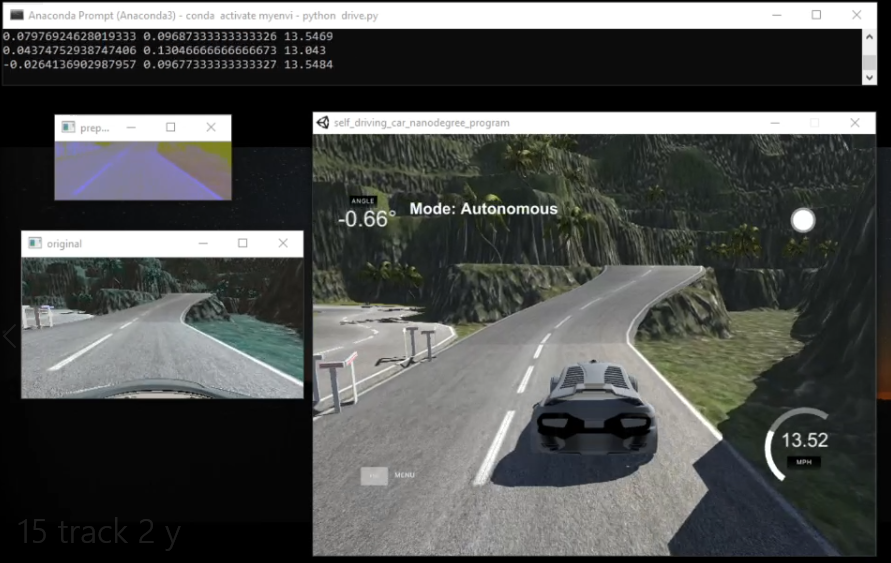 Anaconda Prompt (Anaconda3) - conda activate myenvi - python drive.py
0.07976924628019333 0.09687333333333326 13.5469
0.04374752938747406 0.13046666666666673 13.043
-0.0264136902987957 0.09677333333333327 13.5484
prep...
self_driving_car_nanodegree_program
ANGLE
-0.66°
Mode: Autonomous
original
13.52
MPH
MENU
15 track 2 y